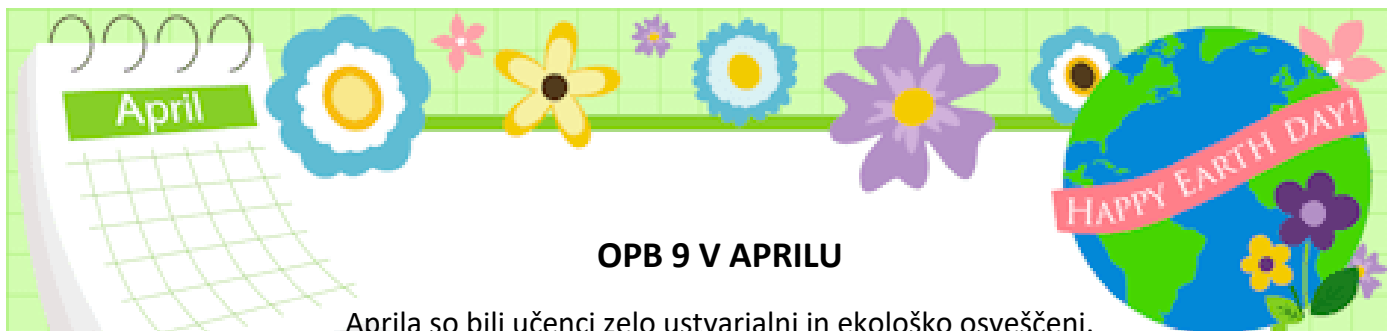 April
HAPPY EARTH DAY!
OPB 9 V APRILU
Aprila so bili učenci zelo ustvarjalni in ekološko osveščeni.